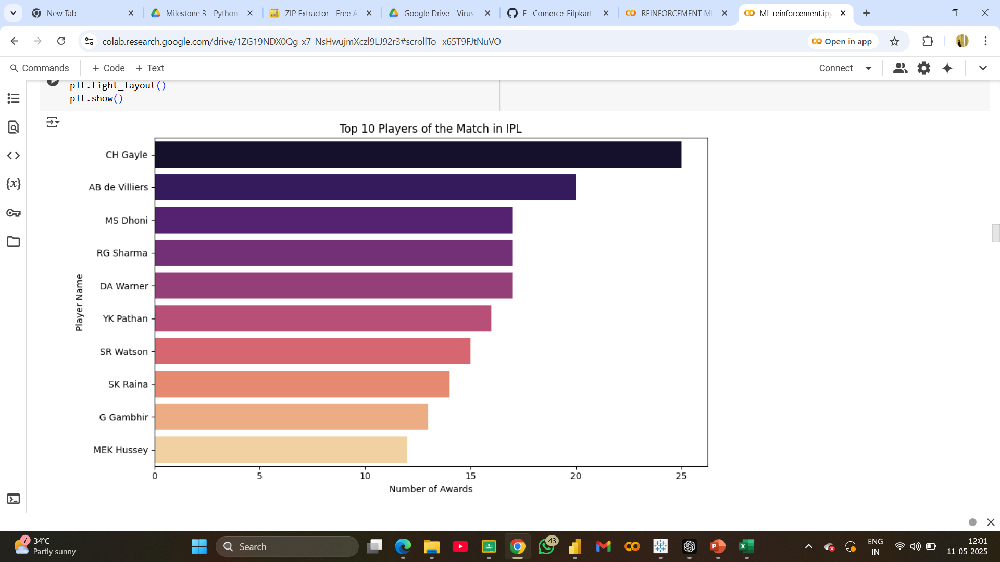 New Tab
Milestone 3 - Python
ZIP Extractor - Free A
Google Drive - Virus
E--Comerce-Filpkart-
REINFORCEMENT ML
ML reinforcement.ipy
colab.research.google.com/drive/1ZG19NDX0Qg_x7_NsHwujmXczl9LJ92r3#scrollTo=x65T9FJtNuVO
Open in app
Commands
+ Code
+ Text
Connect
plt.tight_layout()
plt.show()
{x}
Top 10 Players of the Match in IPL
CH Gayle
AB de Villiers
MS Dhoni
RG Sharma
DA Warner
YK Pathan
SR Watson
SK Raina
G Gambhir
MEK Hussey
Player Name
0 5 10 15 20 25
Number of Awards
7
34°C
Partly sunny
Search
43
ENG
IN
12:01
11-05-2025